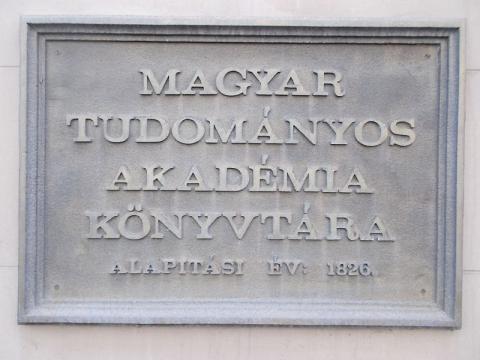 MAGYAR
TUDOMÁNYOS
AKADÉMIA
KÖNYVTÁRA
ALAPITÁSI ÉV: 1826.